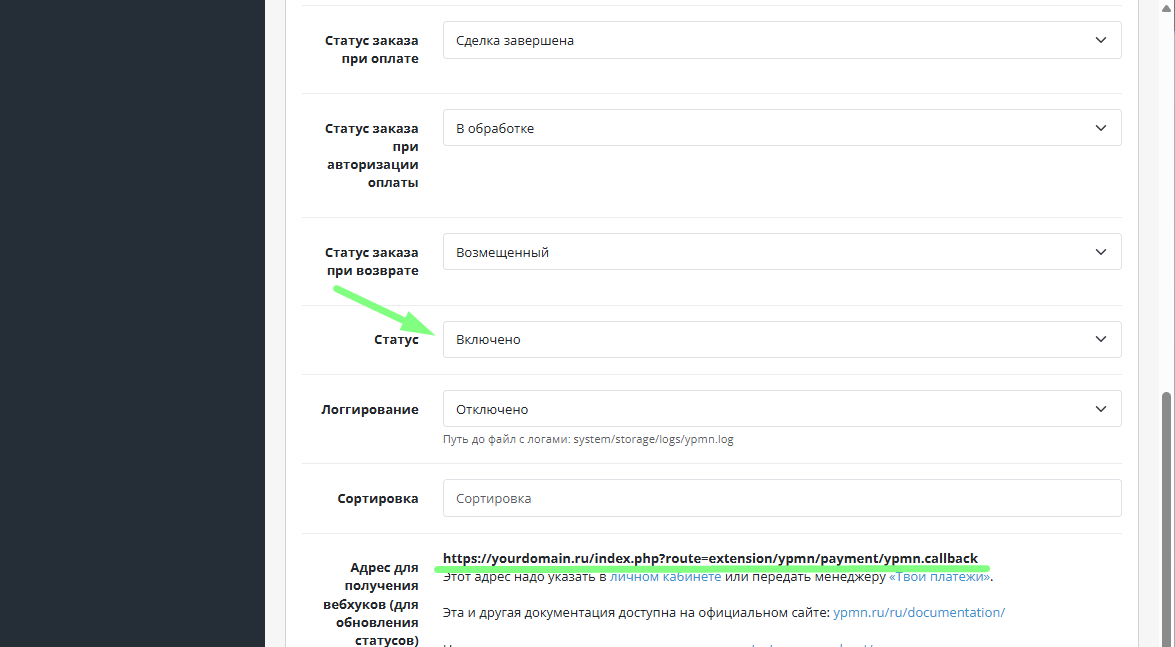 Статус заказа
при оплате
Сделка завершена
Статус заказа
при
авторизации
оплаты
В обработке
Статус заказа
при возврате
Возмещенный
Статус
Включено
Логгирование
Отключено
Путь до файл с логами: system/storage/logs/ypmn.log
Сортировка
Сортировка
Адрес для
получения
вебхуков (для
обновления
статусов)
https://yourdomain.ru/index.php?route=extension/ypmn/payment/ypmn.callback
Этот адрес надо указать в личном кабинете или передать менеджеру «Твои платежи».
Эта и другая документация доступна на официальном сайте: ypmn.ru/ru/documentation/